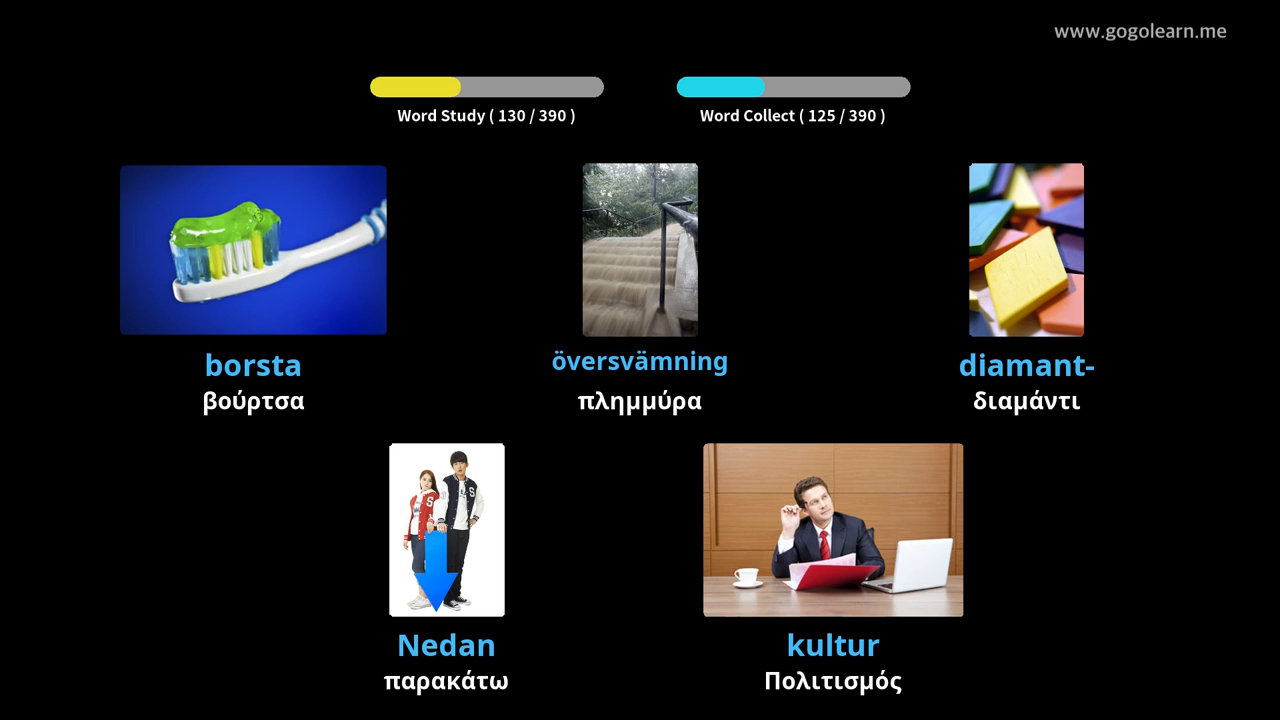 www.gogolearn.me
Word Study ( 130 / 390 )
Word Collect ( 125 / 390 )
borsta
βούρτσα
översvämning
πλημμύρα
diamant-
διαμάντι
S
S
Nedan
παρακάτω
kultur
Πολιτισμός